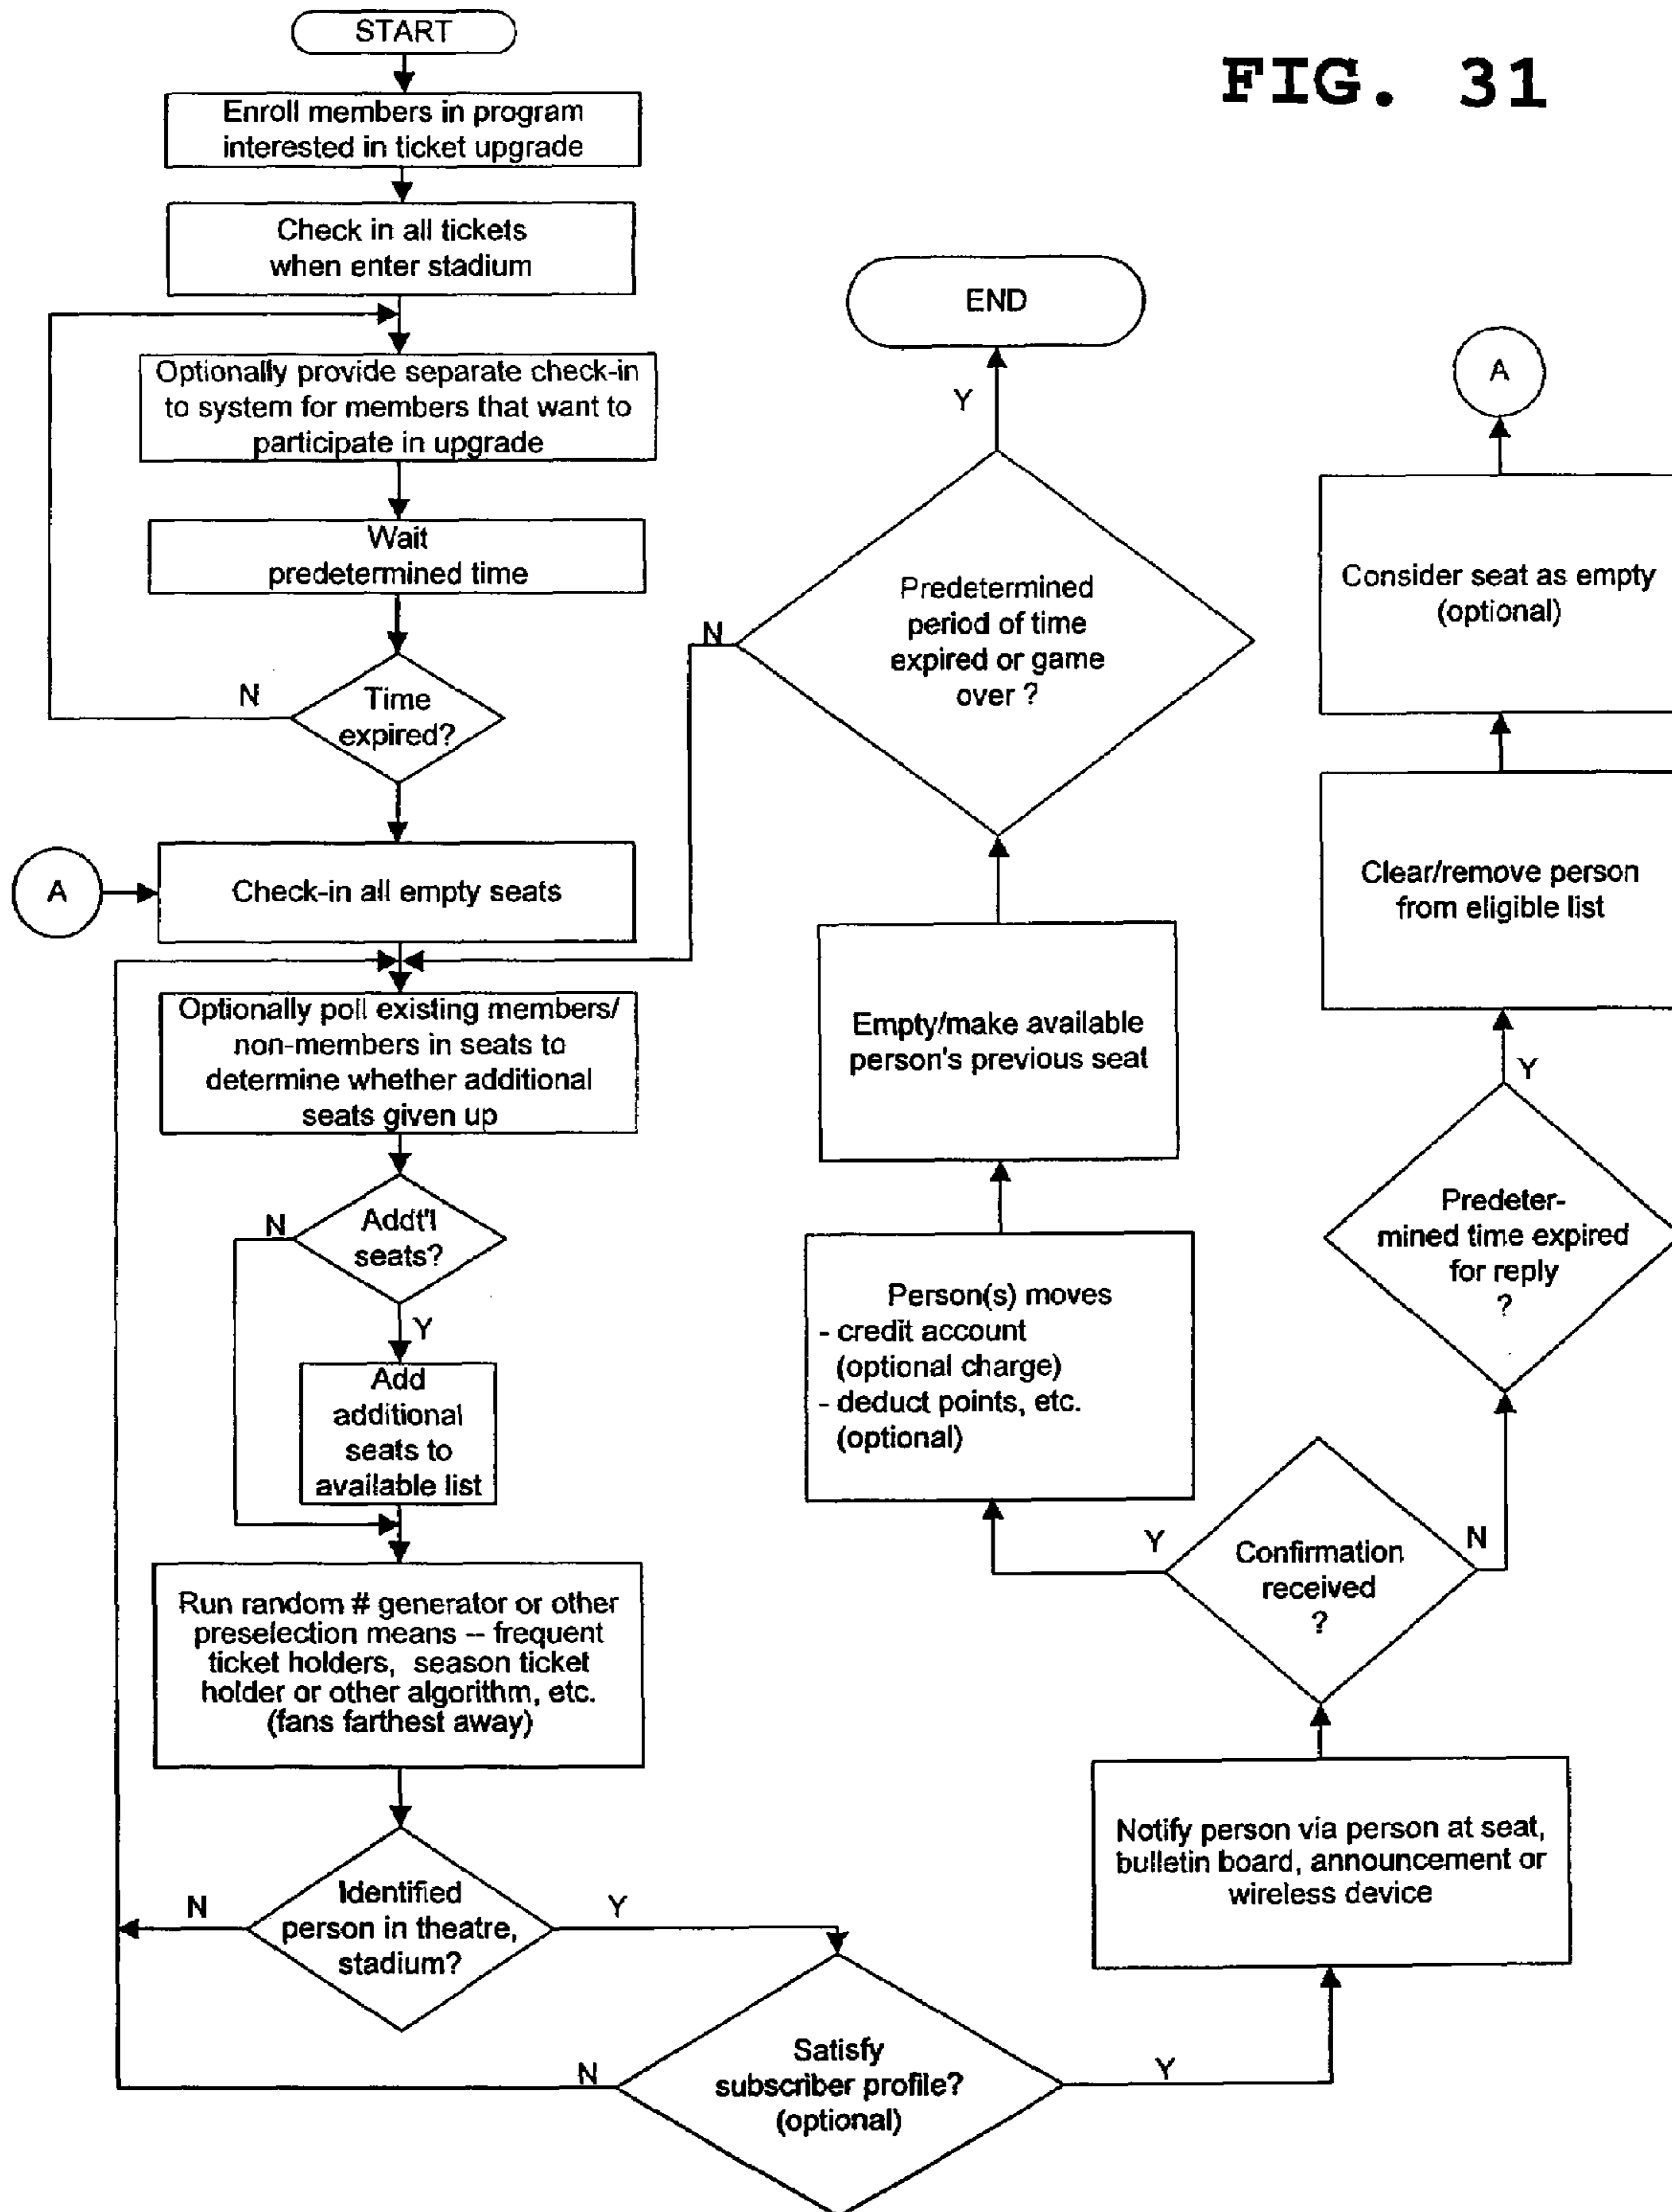 FIG. 31
START
Enroll members in program
interested in ticket upgrade
Check in all tickets
when enter stadium
Optionally provide separate check-in
to system for members that want to
participate in upgrade
Wait
predetermined time
N
Time
expired?
A
Check-in all empty seats
Optionally poll existing members/
non-members in seats to
determine whether additional
seats given up
N
Addt'l
seats?
Y
Add
additional
seats to
available list
Run random # generator or other
preselection means -- frequent
ticket holders, season ticket
holder or other algorithm, etc.
(fans farthest away)
N
Identified
person in theatre,
stadium?
Y
N
Satisfy
subscriber profile?
(optional)
Y
Notify person via person at seat,
bulletin board, announcement or
wireless device
Y
Confirmation
received
?
N
Person(s) moves
- credit account
(optional charge)
- deduct points, etc.
(optional)
Empty/make available
person's previous seat
N
Predetermined
period of time
expired or game
over ?
Y
END
Predeter-
mined time expired
for reply
?
Y
Clear/remove person
from eligible list
Consider seat as empty
(optional)
A